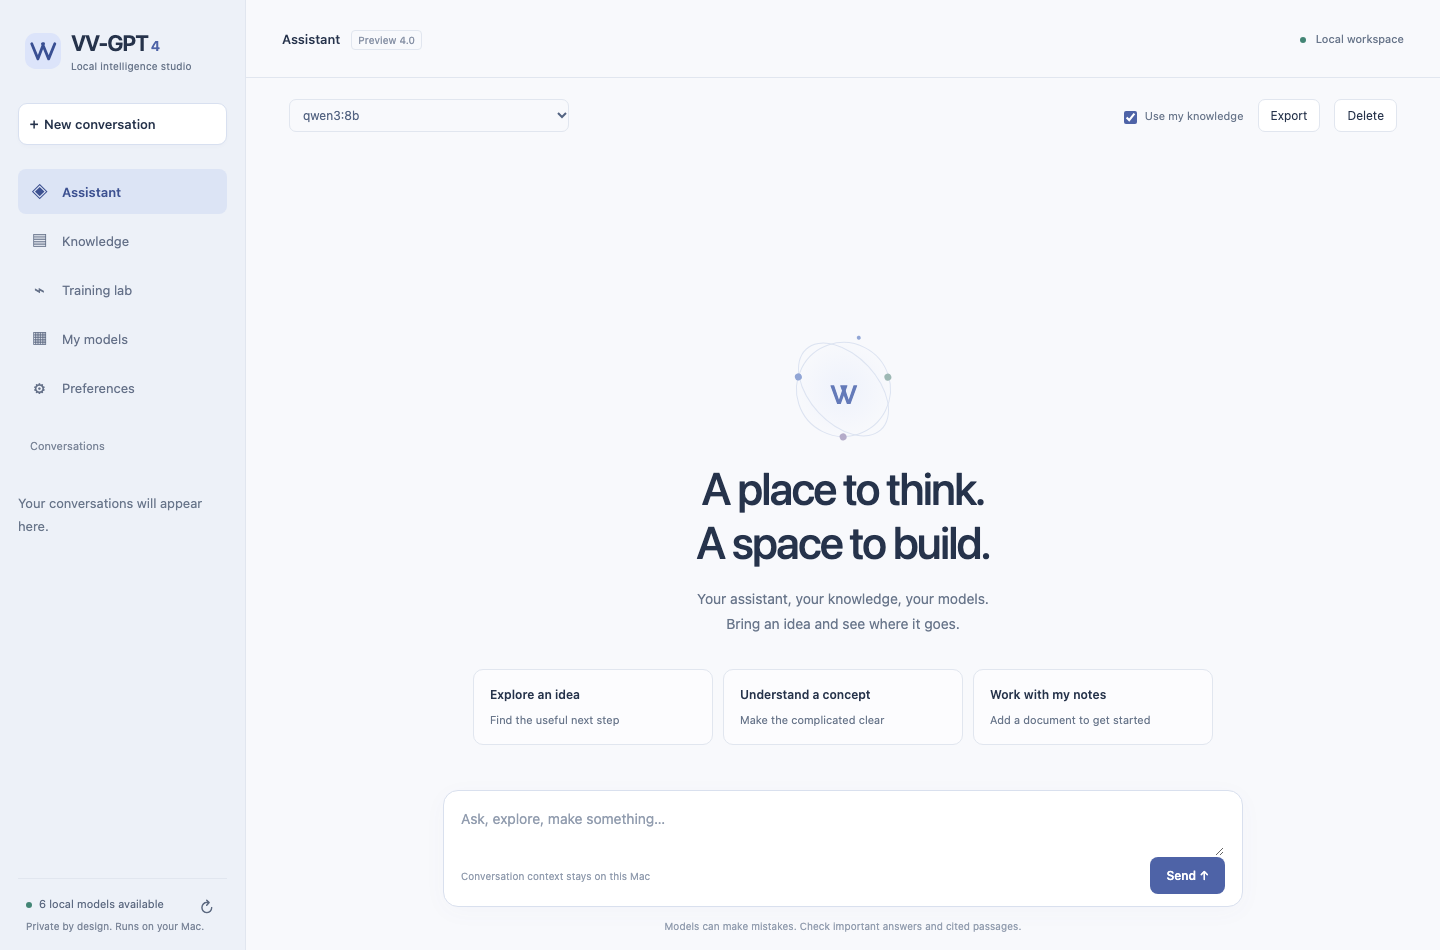 VV-GPT 4
Local intelligence studio
+ New conversation
Assistant
Knowledge
Training lab
My models
Preferences
Conversations
Your conversations will appear
here.
6 local models available
Private by design. Runs on your Mac.
Assistant
Preview 4.0
Local workspace
qwen3:8b
Use my knowledge
Export
Delete
A place to think.
A space to build.
Your assistant, your knowledge, your models.
Bring an idea and see where it goes.
Explore an idea
Find the useful next step
Understand a concept
Make the complicated clear
Work with my notes
Add a document to get started
Ask, explore, make something...
Conversation context stays on this Mac
Send ↑
Models can make mistakes. Check important answers and cited passages.